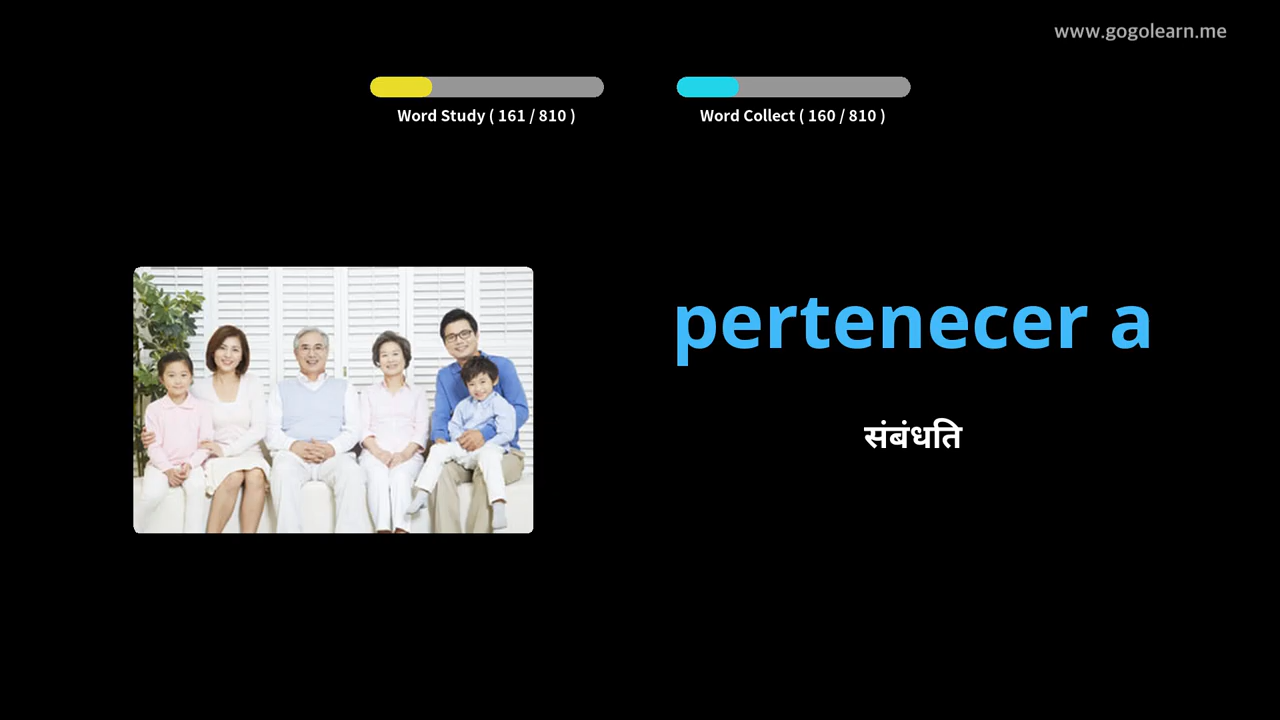 www.gogolearn.me
Word Study ( 161 / 810 )
Word Collect ( 160 / 810 )
pertenecer a
संबंधति